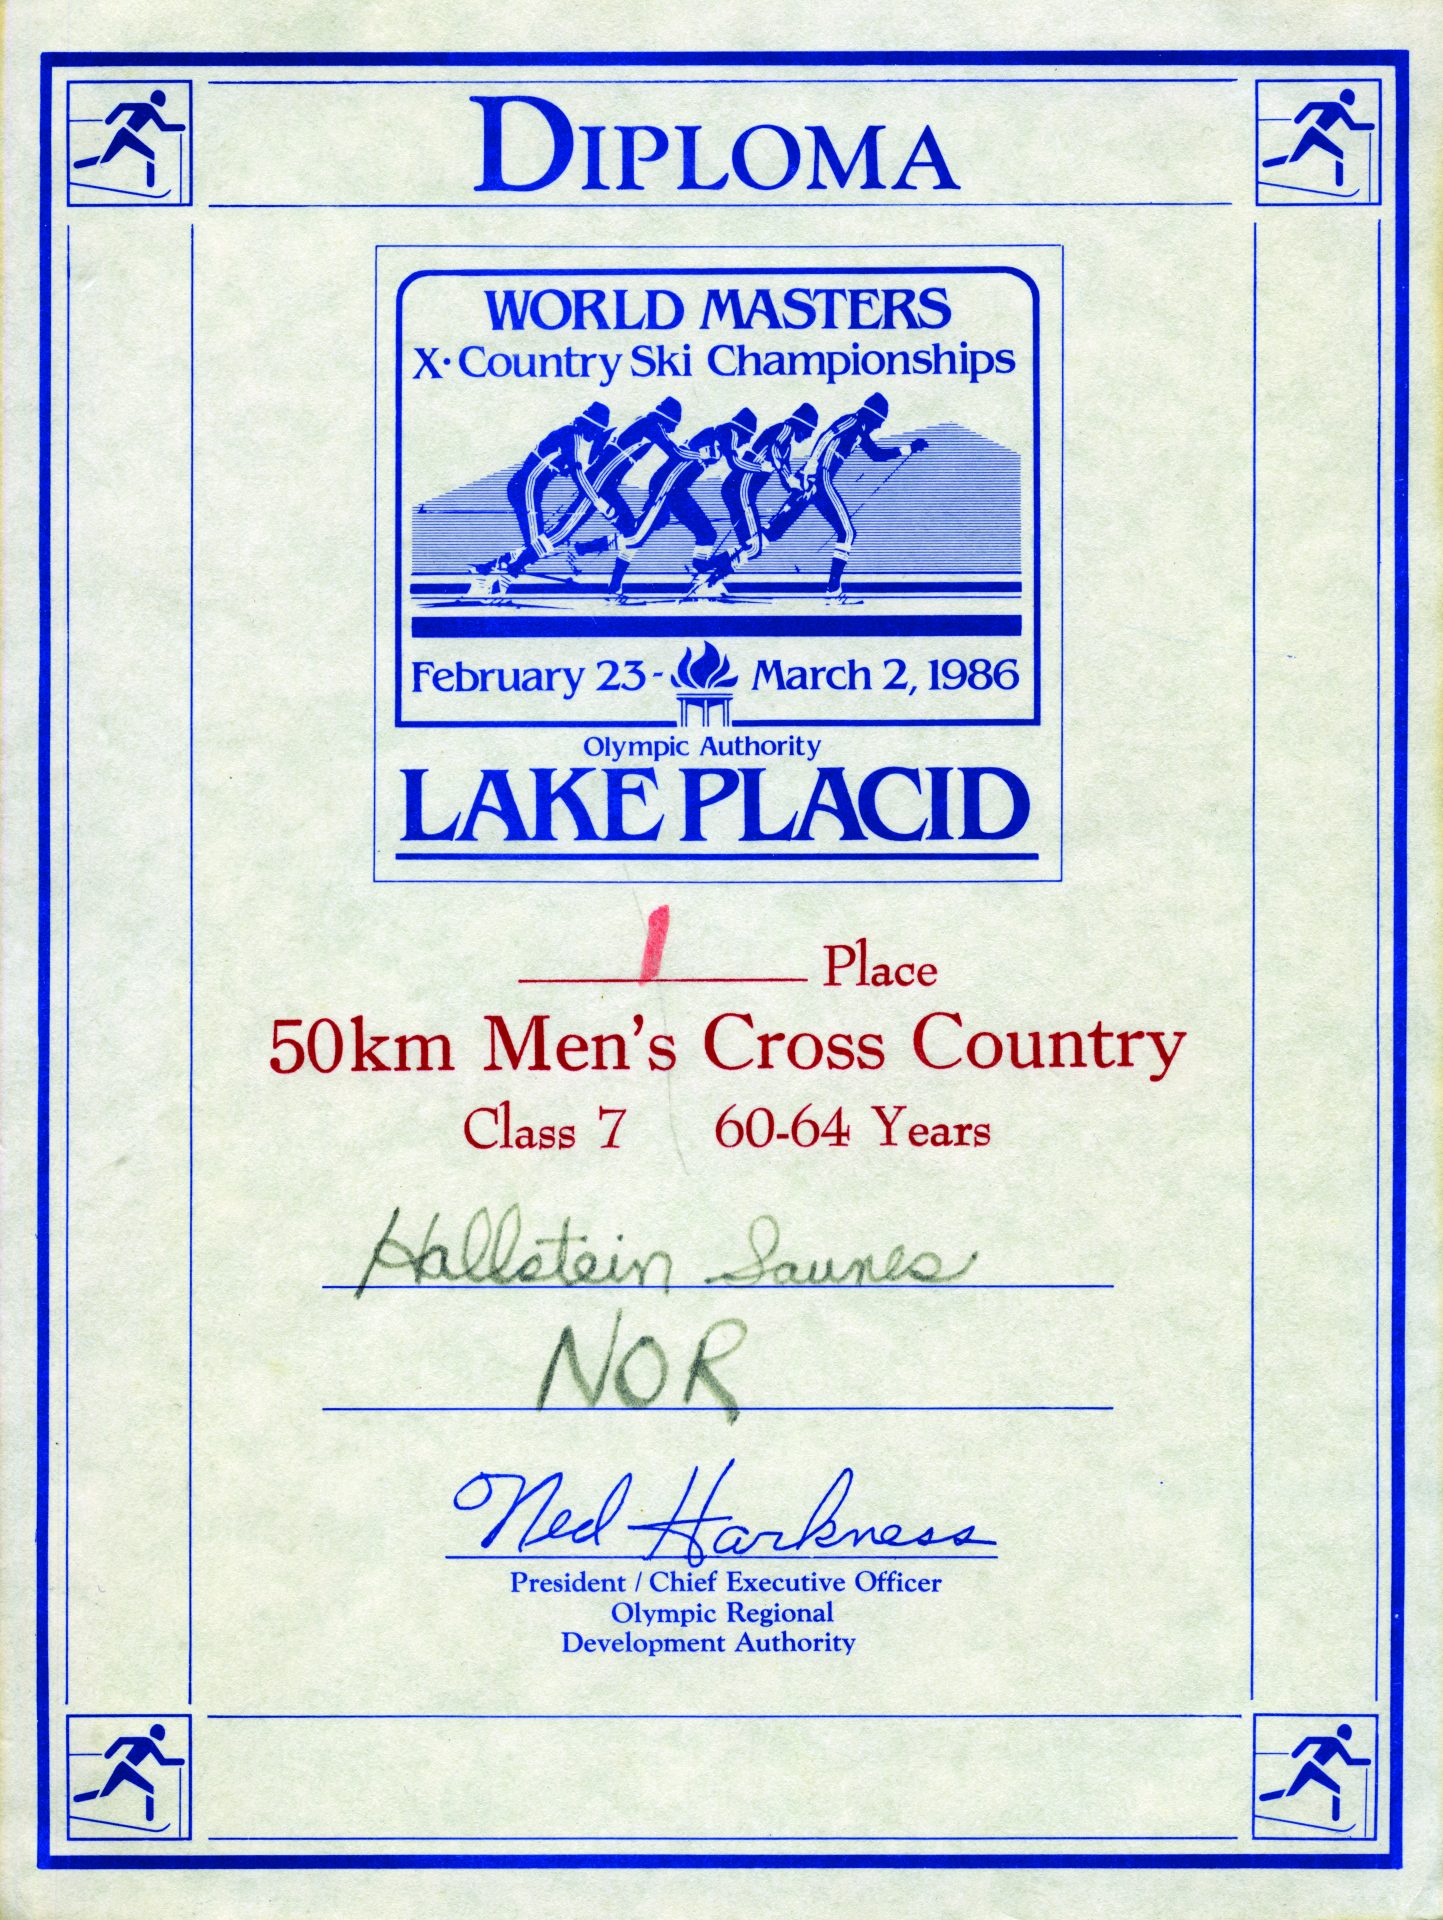 DIPLOMA
WORLD MASTERS
X·Country Ski Championships
February 23 - March 2, 1986
Olympic Authority
LAKE PLACID
1 Place
50km Men's Cross Country
Class 7 60-64 Years
Hallstein Saunes
NOR
Ned Harkness
President / Chief Executive Officer
Olympic Regional
Development Authority